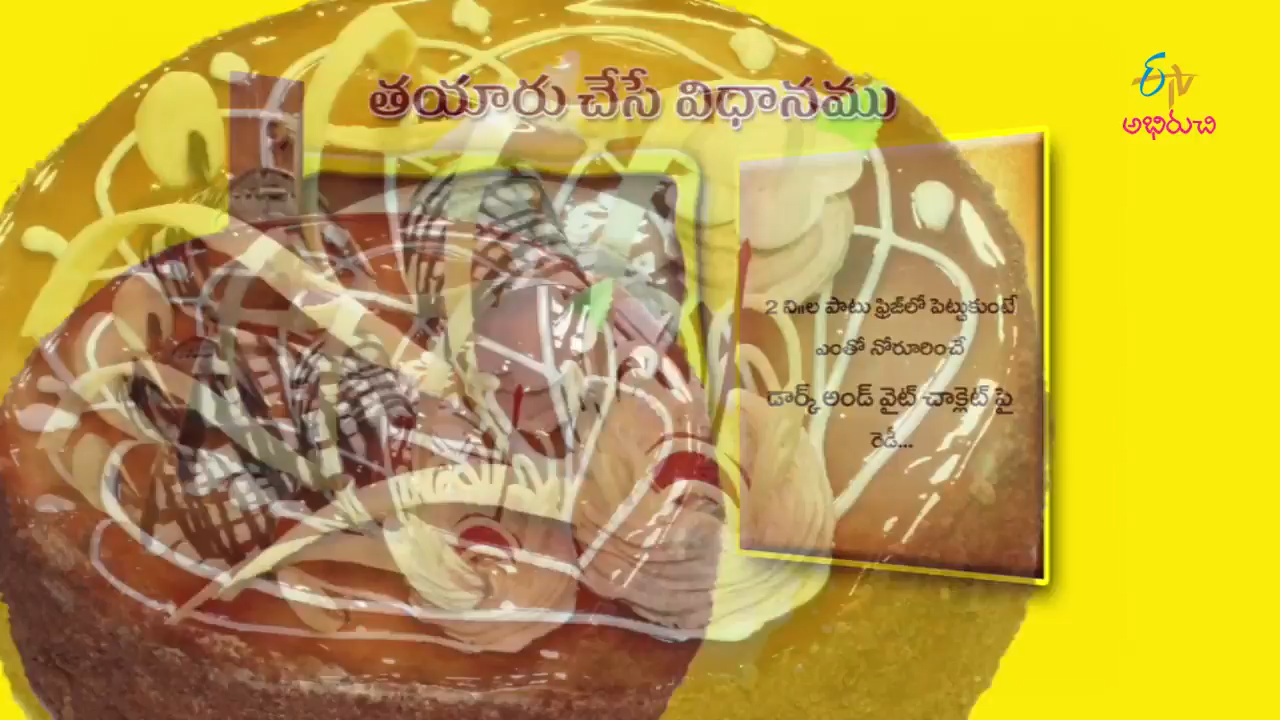 తయారు చేసే విధానము
ETV
అభిరుచి
2 ని॥ల పాటు ఫ్రిజ్‌లో పెట్టుకుంటే
ఎంతో నోరూరించే
డార్క్ అండ్ వైట్ చాక్లెట్ పై
రెడీ...